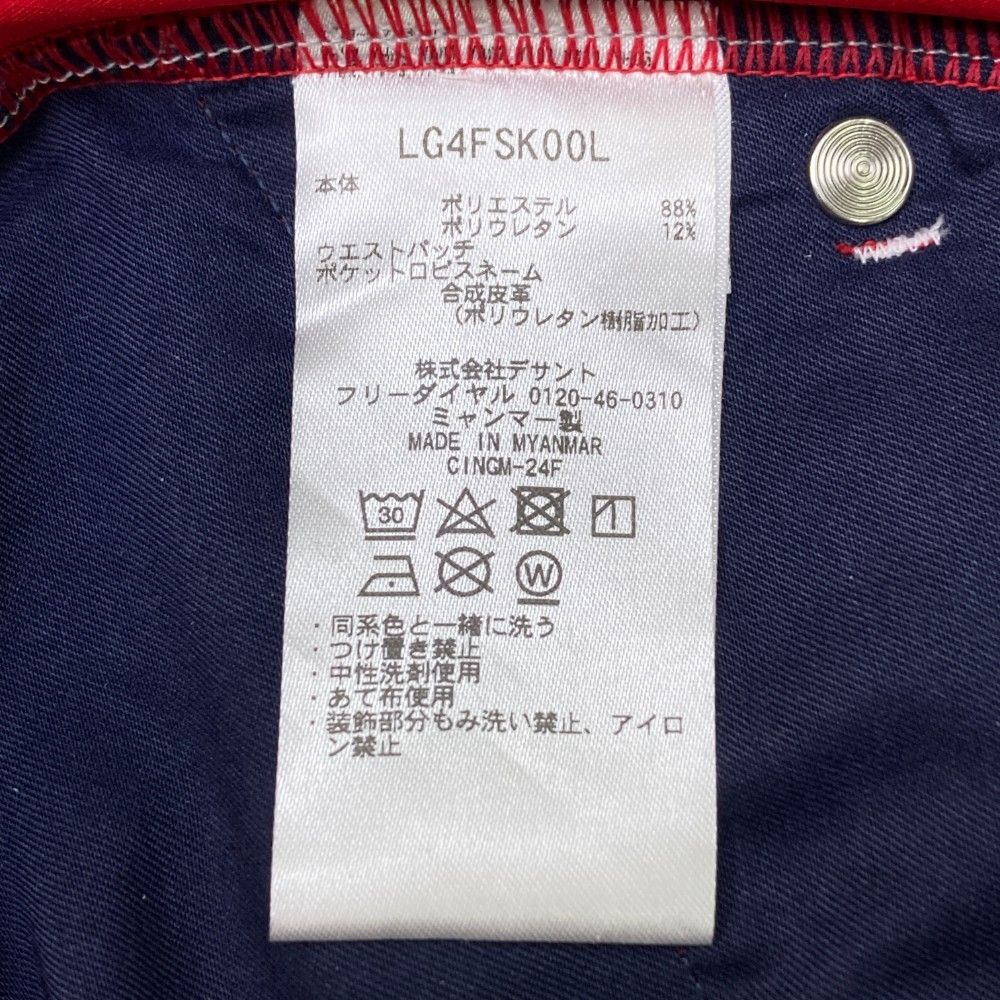 LG4FSK00L
本体
ポリエステル 88%
ポリウレタン 12%
ウエストパッチ
ポケットロビスネーム
合成皮革
(ポリウレタン樹脂加工)
株式会社デサント
フリーダイヤル 0120-46-0310
ミャンマー製
MADE IN MYANMAR
CINGM-24F
30
1
W
・同系色と一緒に洗う
・つけ置き禁止
・中性洗剤使用
・あて布使用
・装飾部分もみ洗い禁止、アイロ
ン禁止